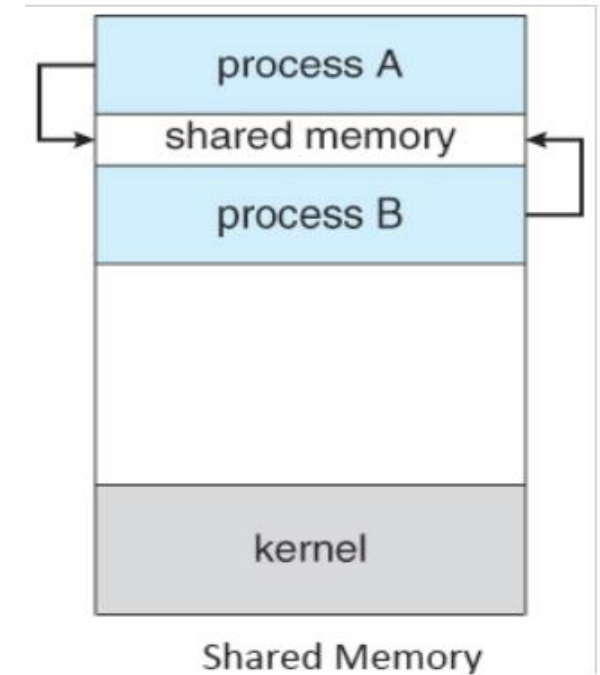 process A
shared memory
process B
kernel
Shared Memory